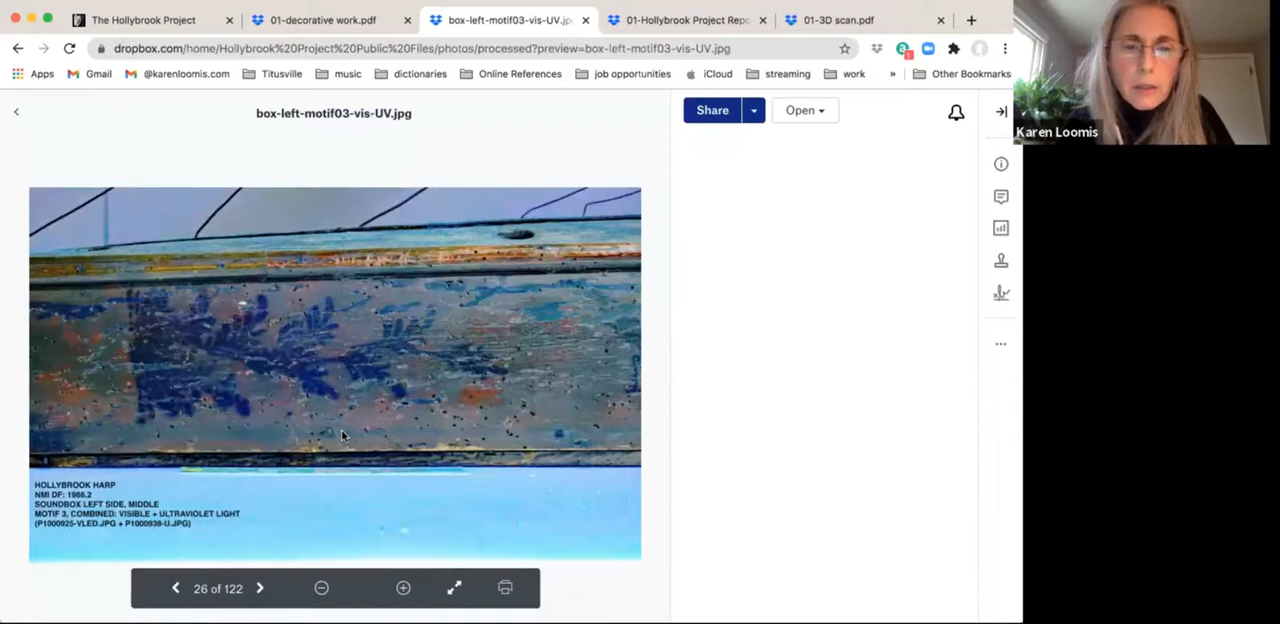 The Hollybrook Project
01-decorative work.pdf
box-left-motif03-vis-UV.jp
01-Hollybrook Project Repo
01-3D scan.pdf
dropbox.com/home/Hollybrook%20Project%20Public%20Files/photos/processed?preview=box-left-motif03-vis-UV.jpg
Apps
Gmail
@karenloomis.com
Titusville
music
dictionaries
Online References
job opportunities
iCloud
streaming
work
»
Other Bookmarks
box-left-motif03-vis-UV.jpg
Share
Open
Karen Loomis
HOLLYBROOK HARP
NMI DF: 1986.2
SOUNDBOX LEFT SIDE, MIDDLE
MOTIF 3, COMBINED: VISIBLE + ULTRAVIOLET LIGHT
(P1000925-VLED.JPG + P1000938-U.JPG)
26 of 122